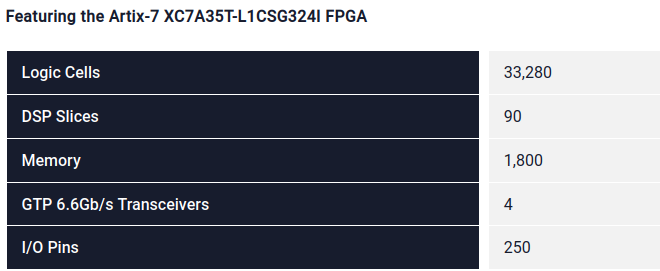 Featuring the Artix-7 XC7A35T-L1CSG324I FPGA
Logic Cells 33,280
DSP Slices 90
Memory 1,800
GTP 6.6Gb/s Transceivers 4
I/O Pins 250